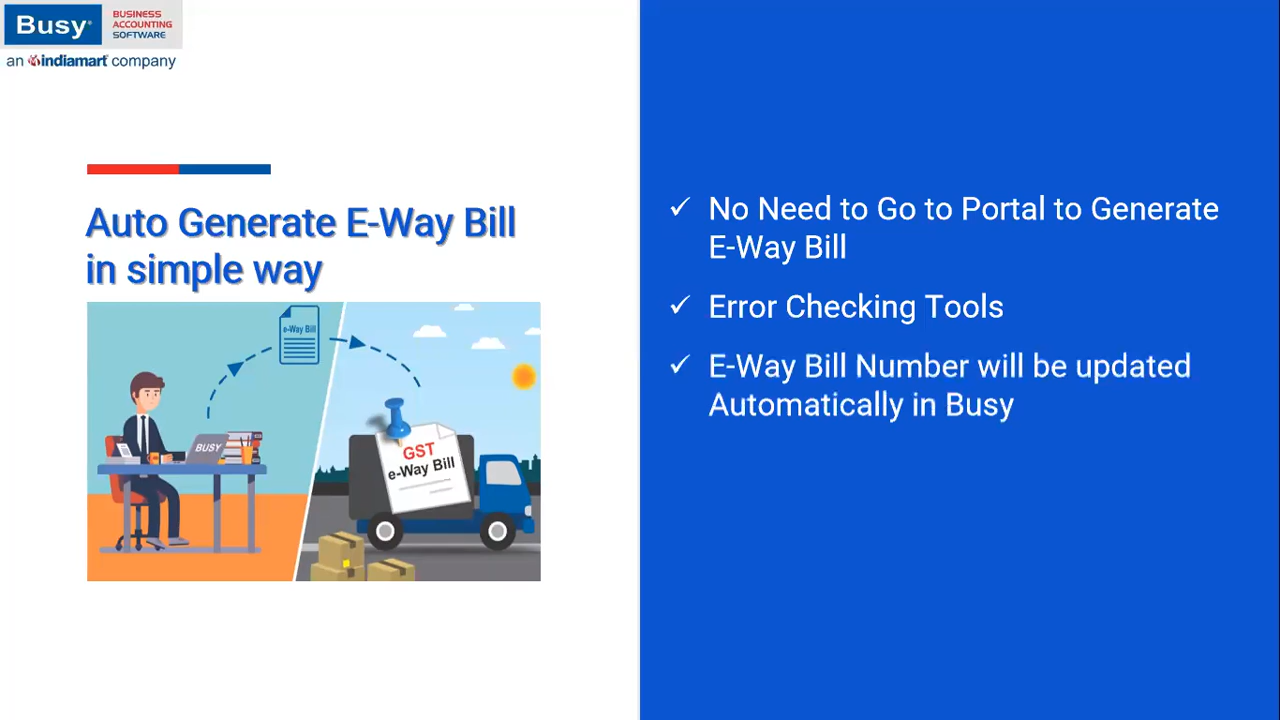 Busy
BUSINESS
ACCOUNTING
SOFTWARE
an indiamart company
Auto Generate E-Way Bill
in simple way
e-Way Bill
BUSY
GST
e-Way Bill
✓ No Need to Go to Portal to Generate
E-Way Bill
✓ Error Checking Tools
✓ E-Way Bill Number will be updated
Automatically in Busy